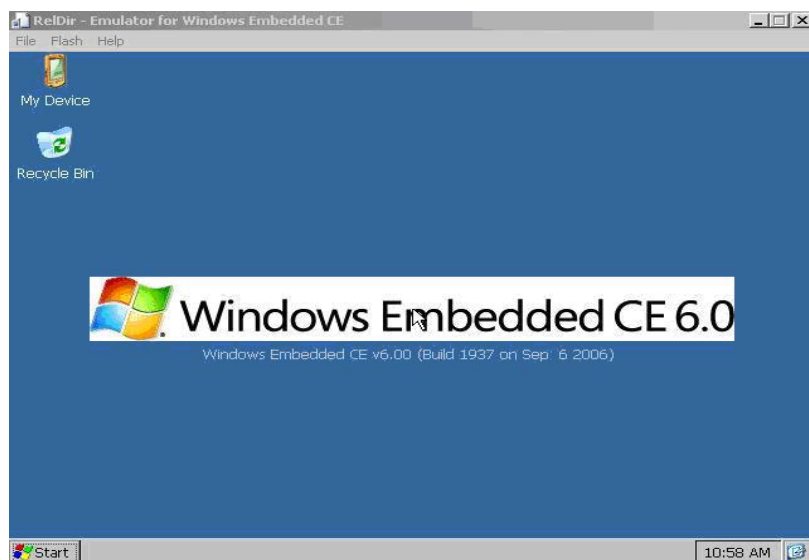 RelDir - Emulator for Windows Embedded CE
File Flash Help
My Device
Recycle Bin
Windows Embedded CE 6.0
Windows Embedded CE v6.00 (Build 1937 on Sep  6 2006)
Start
10:58 AM